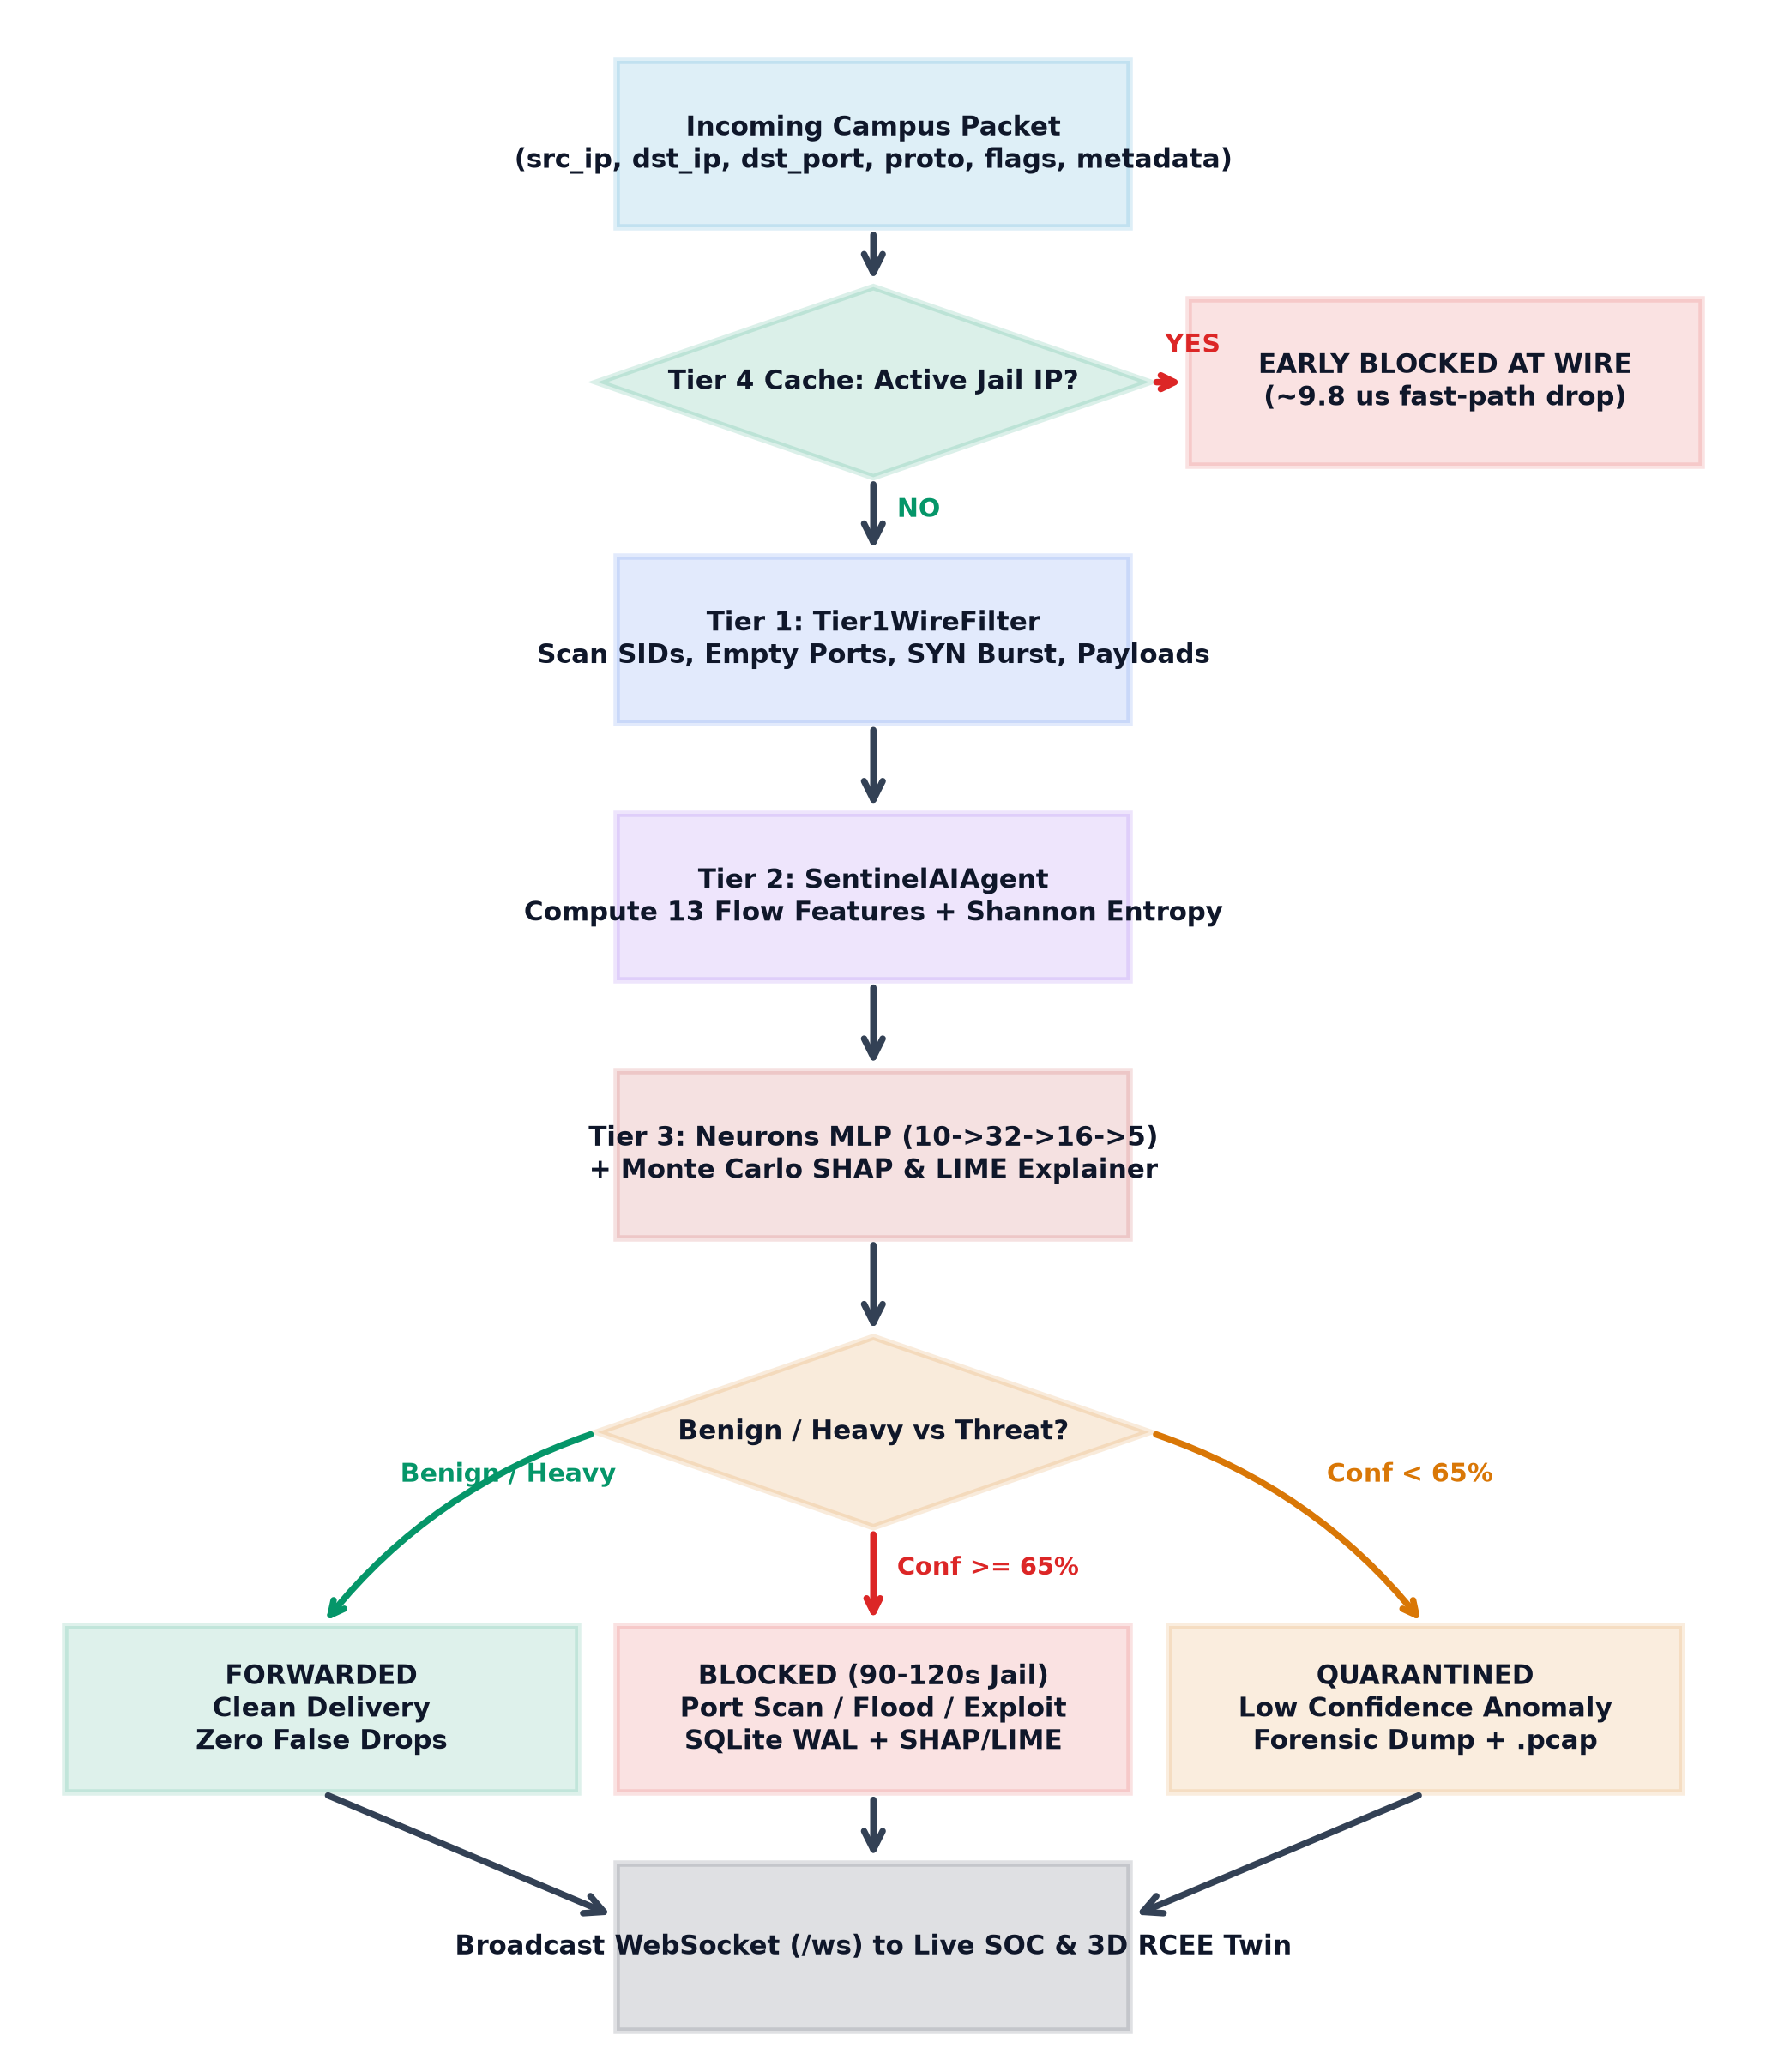 Incoming Campus Packet
(src_ip, dst_ip, dst_port, proto, flags, metadata)
Tier 4 Cache: Active Jail IP?
YES
EARLY BLOCKED AT WIRE
(~9.8 us fast-path drop)
NO
Tier 1: Tier1WireFilter
Scan SIDs, Empty Ports, SYN Burst, Payloads
Tier 2: SentinelAIAgent
Compute 13 Flow Features + Shannon Entropy
Tier 3: Neurons MLP (10->32->16->5)
+ Monte Carlo SHAP & LIME Explainer
Benign / Heavy vs Threat?
Benign / Heavy
Conf < 65%
Conf >= 65%
FORWARDED
Clean Delivery
Zero False Drops
BLOCKED (90-120s Jail)
Port Scan / Flood / Exploit
SQLite WAL + SHAP/LIME
QUARANTINED
Low Confidence Anomaly
Forensic Dump + .pcap
Broadcast WebSocket (/ws) to Live SOC & 3D RCEE Twin